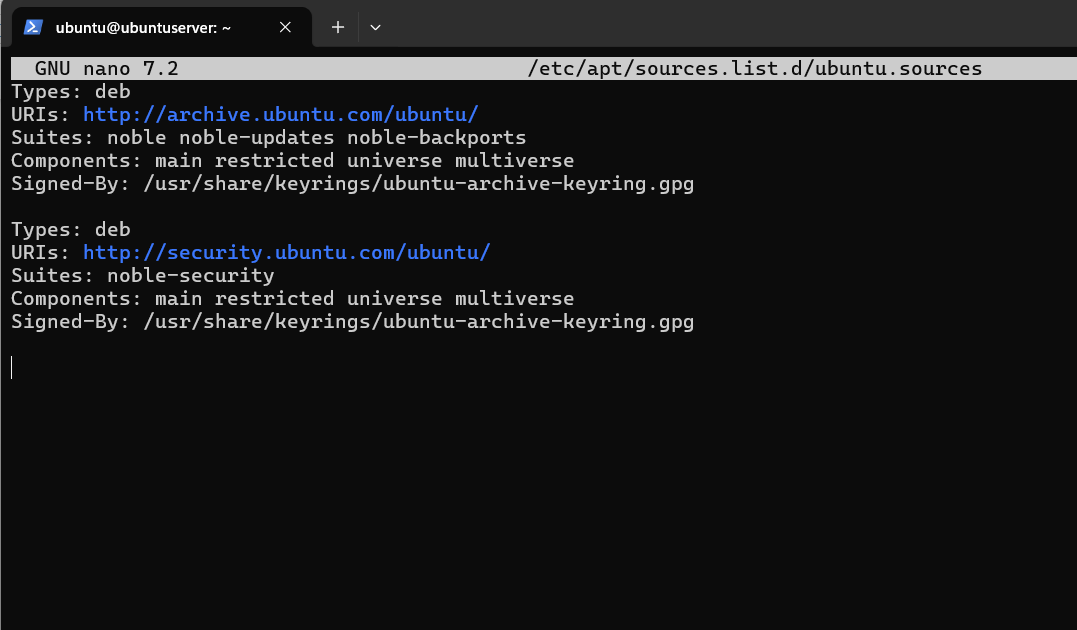 ubuntu@ubuntuserver: ~
GNU nano 7.2 /etc/apt/sources.list.d/ubuntu.sources
Types: deb
URIs: http://archive.ubuntu.com/ubuntu/
Suites: noble noble-updates noble-backports
Components: main restricted universe multiverse
Signed-By: /usr/share/keyrings/ubuntu-archive-keyring.gpg
Types: deb
URIs: http://security.ubuntu.com/ubuntu/
Suites: noble-security
Components: main restricted universe multiverse
Signed-By: /usr/share/keyrings/ubuntu-archive-keyring.gpg